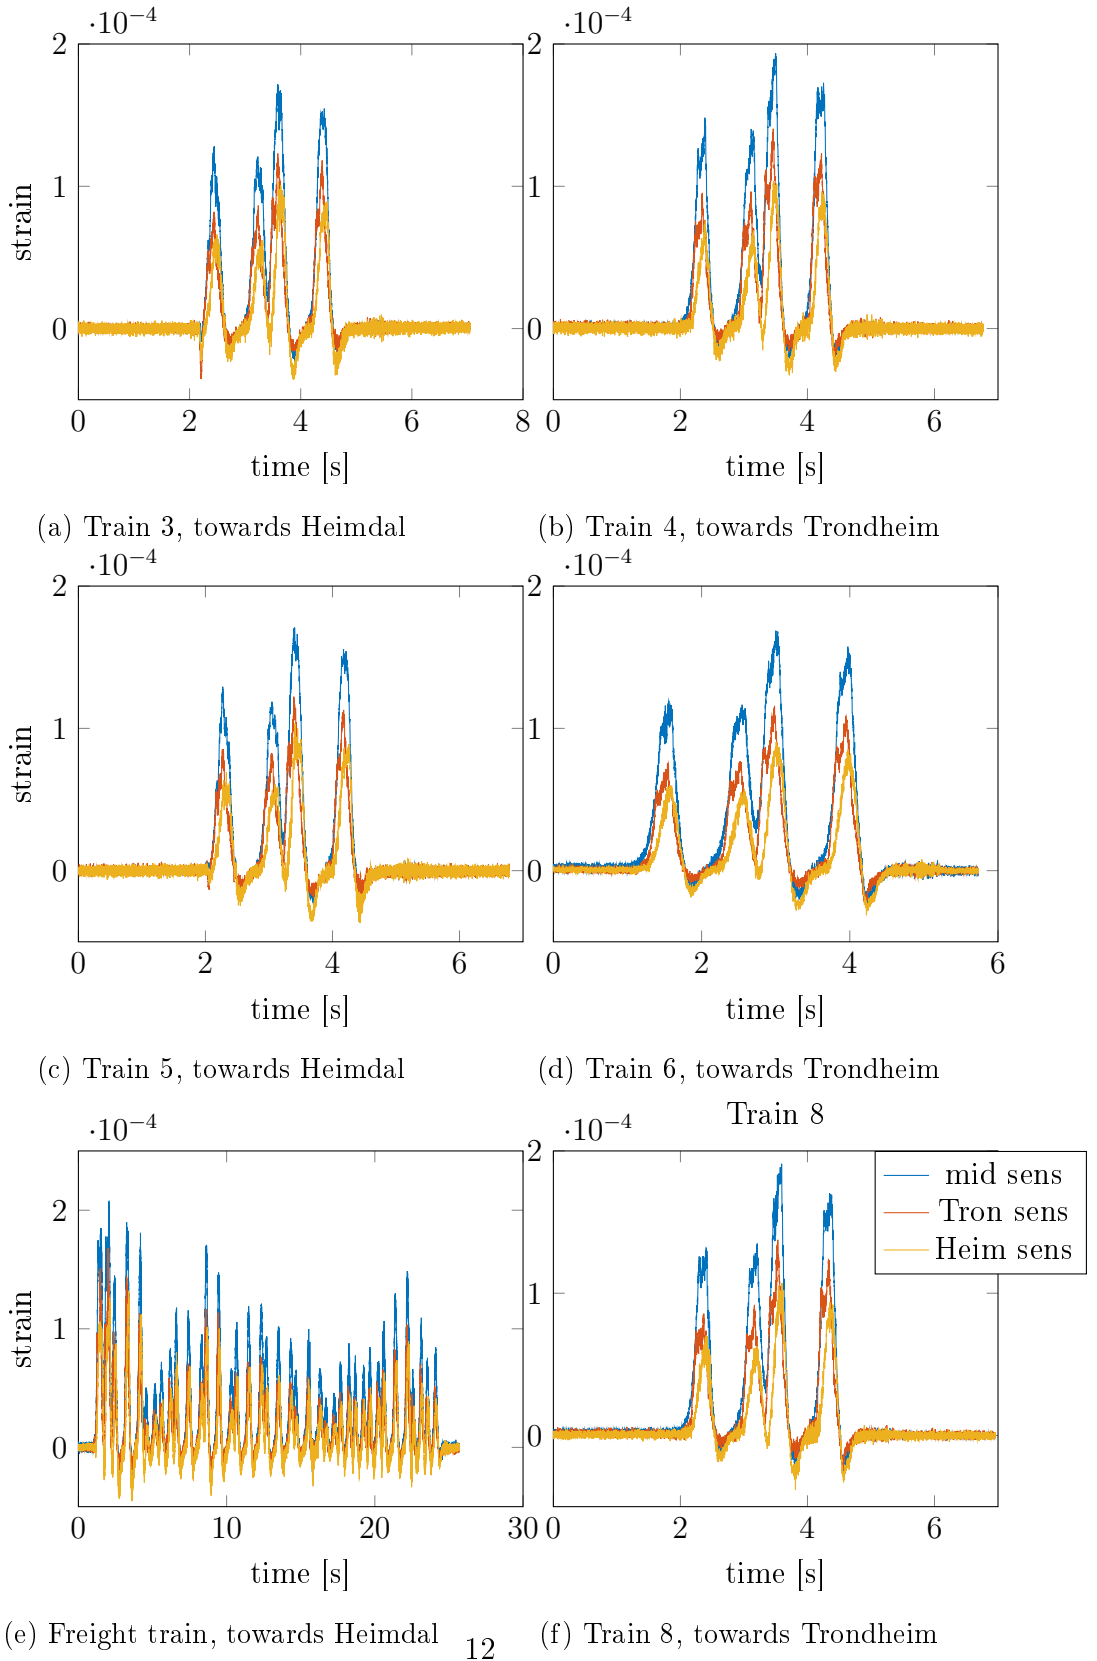 ·10⁻⁴ ·10⁻⁴
2 2
1 1
0 0
strain
0 2 4 6 8 0 2 4 6
time [s] time [s]
(a) Train 3, towards Heimdal (b) Train 4, towards Trondheim
·10⁻⁴ ·10⁻⁴
2 2
1 1
0 0
strain
0 2 4 6 0 2 4 6
time [s] time [s]
(c) Train 5, towards Heimdal (d) Train 6, towards Trondheim
Train 8
·10⁻⁴ ·10⁻⁴
2 2
1 1
0 0
strain
mid sens
Tron sens
Heim sens
0 10 20 30 0 2 4 6
time [s] time [s]
(e) Freight train, towards Heimdal (f) Train 8, towards Trondheim
12